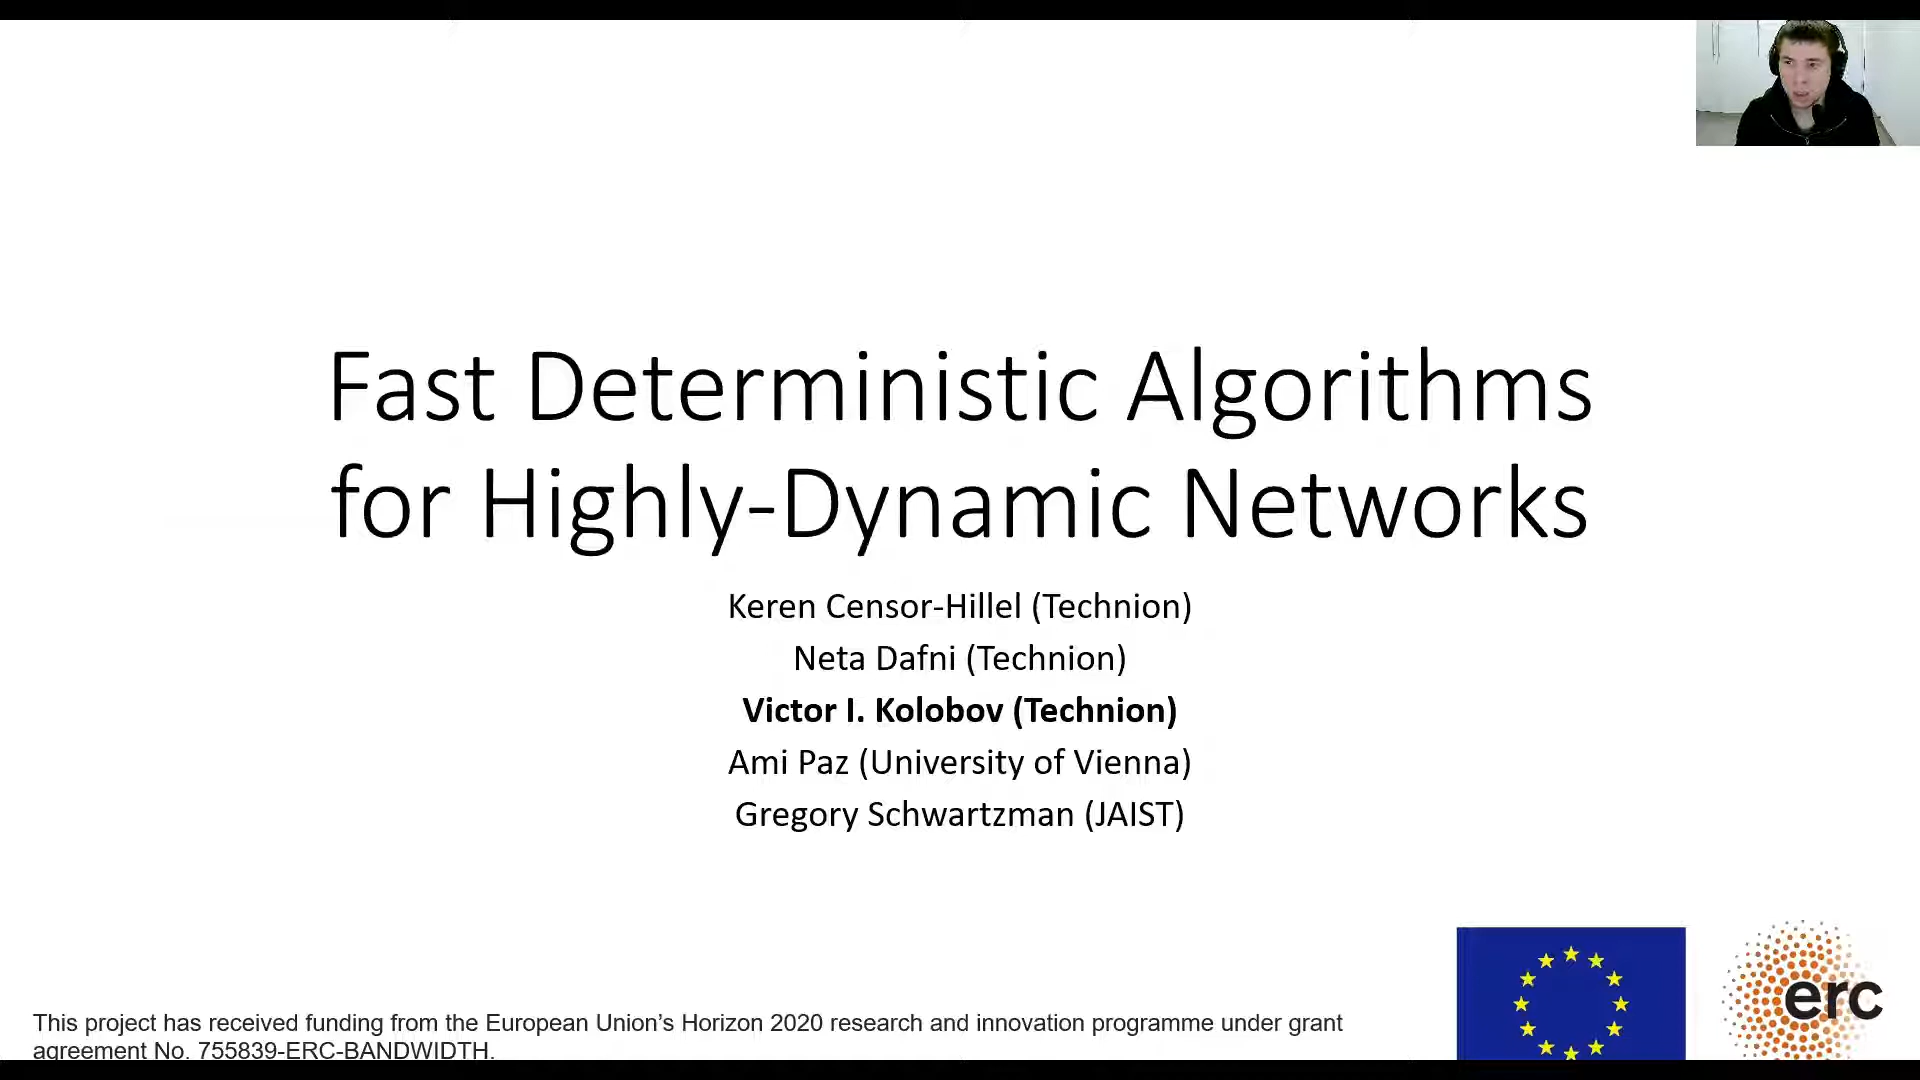 Fast Deterministic Algorithms
for Highly-Dynamic Networks
Keren Censor-Hillel (Technion)
Neta Dafni (Technion)
Victor I. Kolobov (Technion)
Ami Paz (University of Vienna)
Gregory Schwartzman (JAIST)
This project has received funding from the European Union’s Horizon 2020 research and innovation programme under grant
agreement No. 755839-ERC-BANDWIDTH.
erc